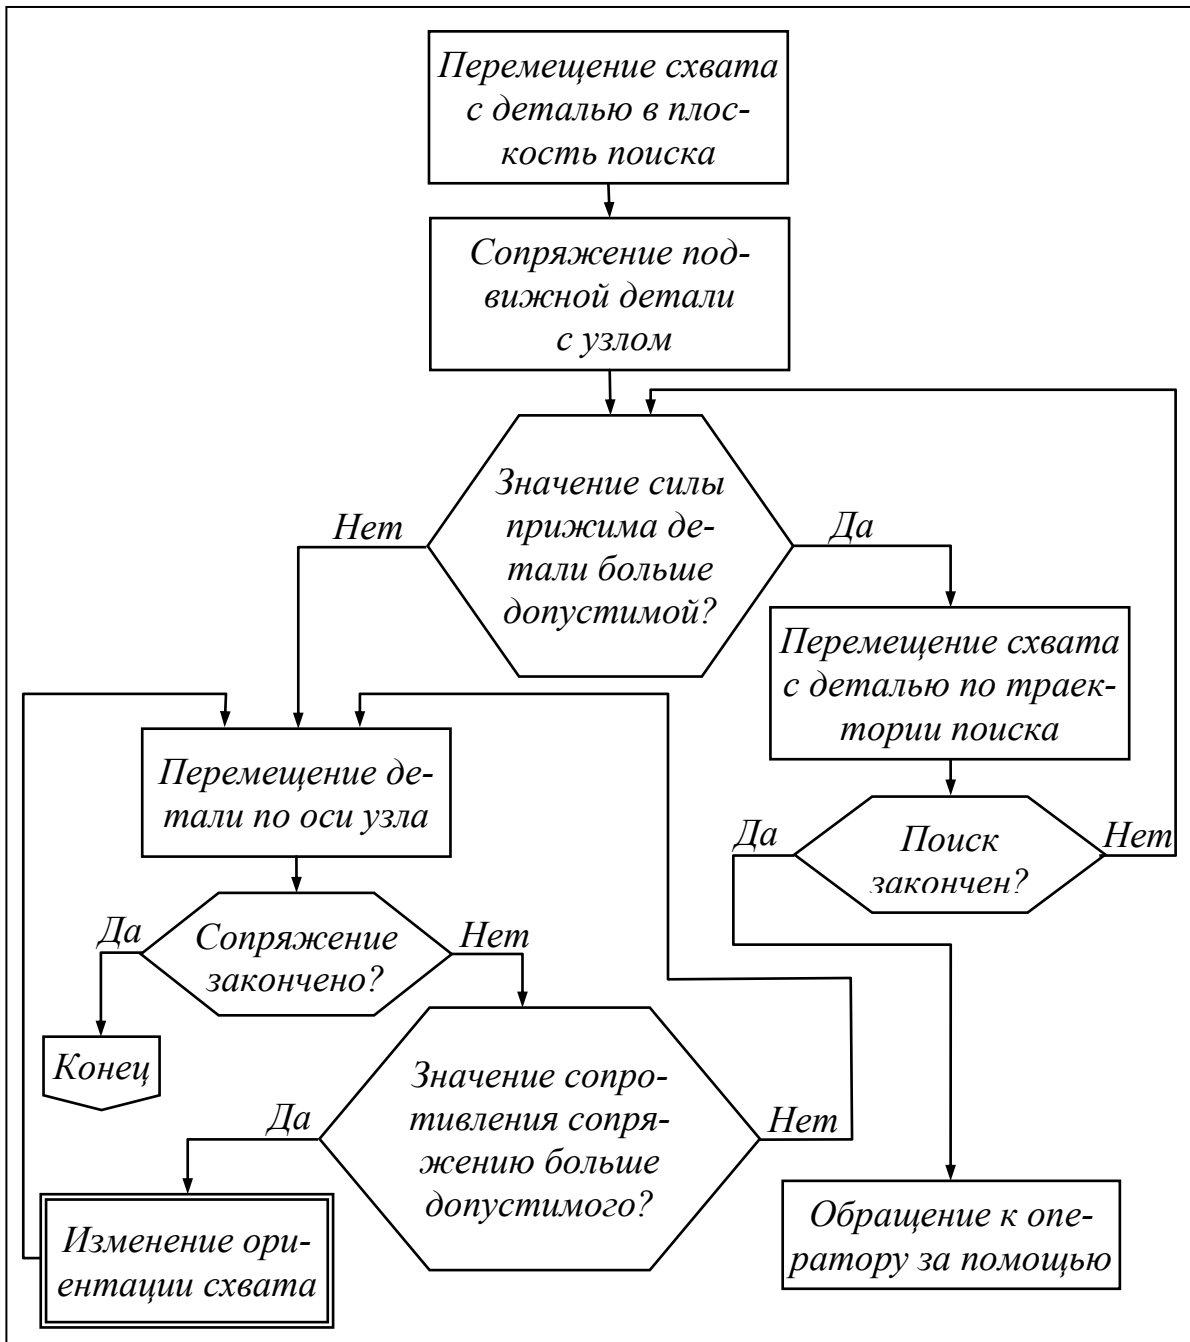 Перемещение схвата
с деталью в плос-
кость поиска
Сопряжение под-
вижной детали
с узлом
Значение силы
прижима де-
тали больше
допустимой?
Нет
Да
Перемещение схвата
с деталью по траек-
тории поиска
Перемещение де-
тали по оси узла
Поиск
закончен?
Да
Нет
Сопряжение
закончено?
Да
Нет
Конец
Значение сопро-
тивления сопря-
жению больше
допустимого?
Да
Нет
Изменение ори-
ентации схвата
Обращение к опе-
ратору за помощью